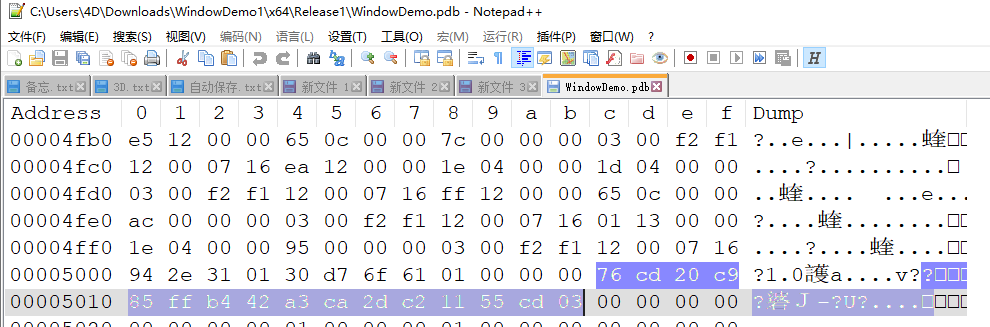 C:\Users\4D\Downloads\WindowDemo1\x64\Release1\WindowDemo.pdb - Notepad++
文件(F) 编辑(E) 搜索(S) 视图(V) 编码(N) 语言(L) 设置(T) 工具(O) 宏(M) 运行(R) 插件(P) 窗口(W) ?
备忘.txt 3D.txt 自动保存.txt 新文件 1 新文件 2 新文件 3 WindowDemo.pdb
Address 0 1 2 3 4 5 6 7 8 9 a b c d e f Dump
00004fb0 e5 12 00 00 65 0c 00 00 7c 00 00 00 03 00 f2 f1 ?..e...|.....蝰□□
00004fc0 12 00 07 16 ea 12 00 00 1e 04 00 00 1d 04 00 00 ....?..........□
00004fd0 03 00 f2 f1 12 00 07 16 ff 12 00 00 65 0c 00 00 ..蝰.... ...e...
00004fe0 ac 00 00 00 03 00 f2 f1 12 00 07 16 01 13 00 00 ?....蝰.........□
00004ff0 1e 04 00 00 95 00 00 00 03 00 f2 f1 12 00 07 16 ....?....蝰....□□
00005000 94 2e 31 01 30 d7 6f 61 01 00 00 00 76 cd 20 c9 ?1.0譶a....v??□□□
00005010 85 ff b4 42 a3 ca 2d c2 11 55 cd 03 00 00 00 00